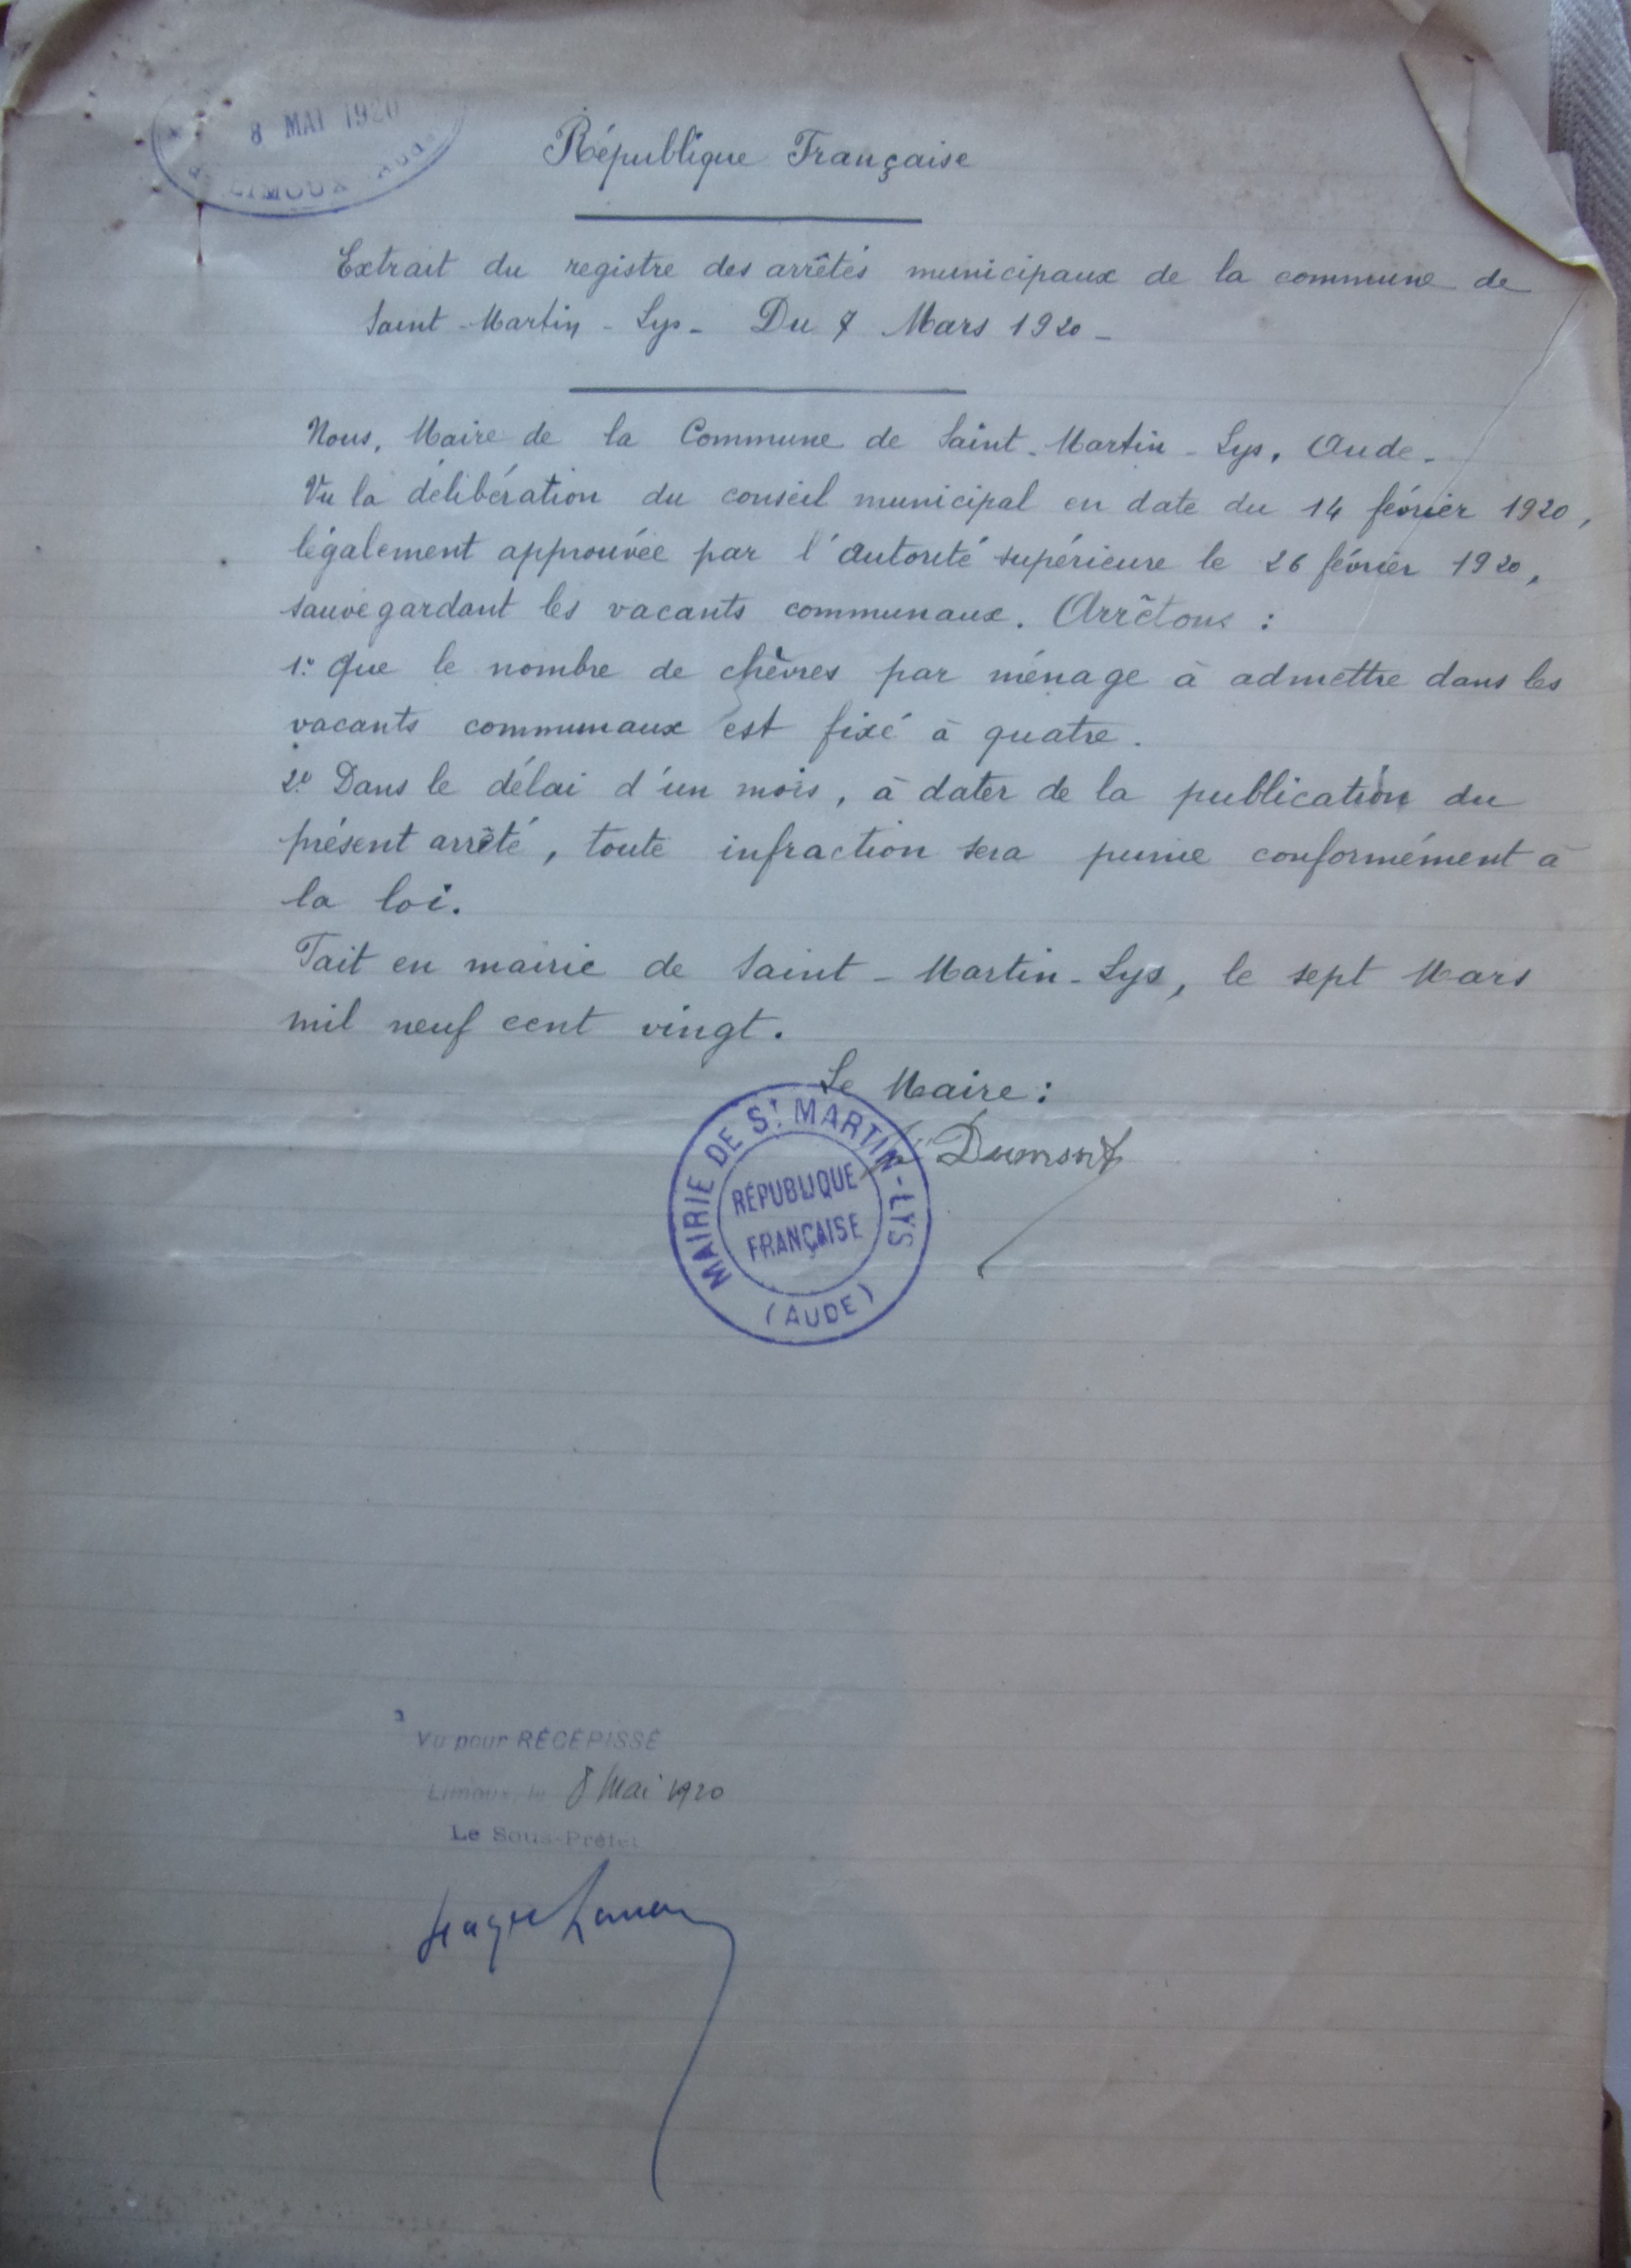 8 MAI 1920
LIMOUX
République Française
Extrait du registre des arrêtés municipaux de la commune de
Saint-Martin-Lys- Du 7 Mars 1920-
Nous, Maire de la Commune de Saint-Martin-Lys, Aude.
Vu la délibération du conseil municipal en date du 14 février 1920,
légalement approuvée par l'autorité supérieure le 26 février 1920,
sauvegardant les vacants communaux. Arrêtons :
1° Que le nombre de chèvres par ménage à admettre dans les
vacants communaux est fixé à quatre.
2° Dans le délai d'un mois, à dater de la publication du
présent arrêté, toute infraction sera punie conformément à
la loi.
Fait en mairie de Saint-Martin-Lys, le sept Mars
mil neuf cent vingt.
Le Maire :
Dumont
MAIRIE DE St MARTIN-LYS
RÉPUBLIQUE
FRANÇAISE
(AUDE)
Vu pour RÉCÉPISSÉ
Limoux, le 8 Mai 1920
Le Sous-Préfet